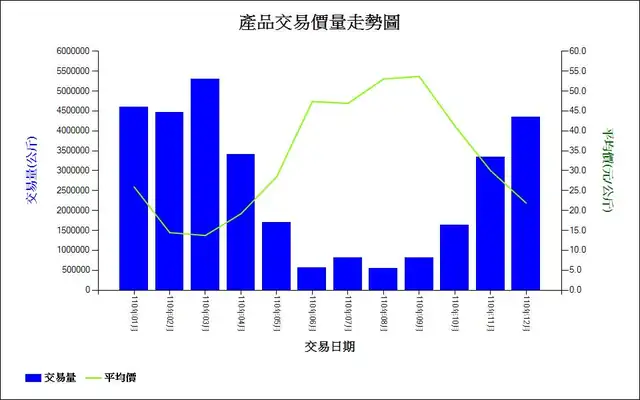 產品交易價量走勢圖
交易量(公斤)
6000000
5500000
5000000
4500000
4000000
3500000
3000000
2500000
2000000
1500000
1000000
500000
0
60.0
55.0
50.0
45.0
40.0
35.0
30.0
25.0
20.0
15.0
10.0
5.0
0.0
平均價(元/公斤)
110年01月
110年02月
110年03月
110年04月
110年05月
110年06月
110年07月
110年08月
110年09月
110年10月
110年11月
110年12月
交易日期
交易量 平均價